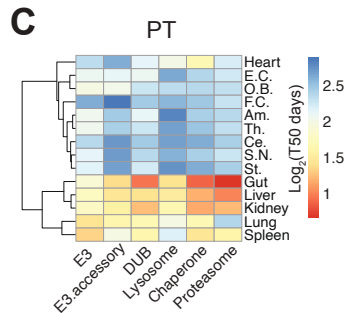 C
PT
Heart
E.C.
O.B.
F.C.
Am.
Th.
Ce.
S.N.
St.
Gut
Liver
Kidney
Lung
Spleen
E3
E3.accessory
DUB
Lysosome
Chaperone
Proteasome
2.5
2
1.5
1
Log₂(T50 days)